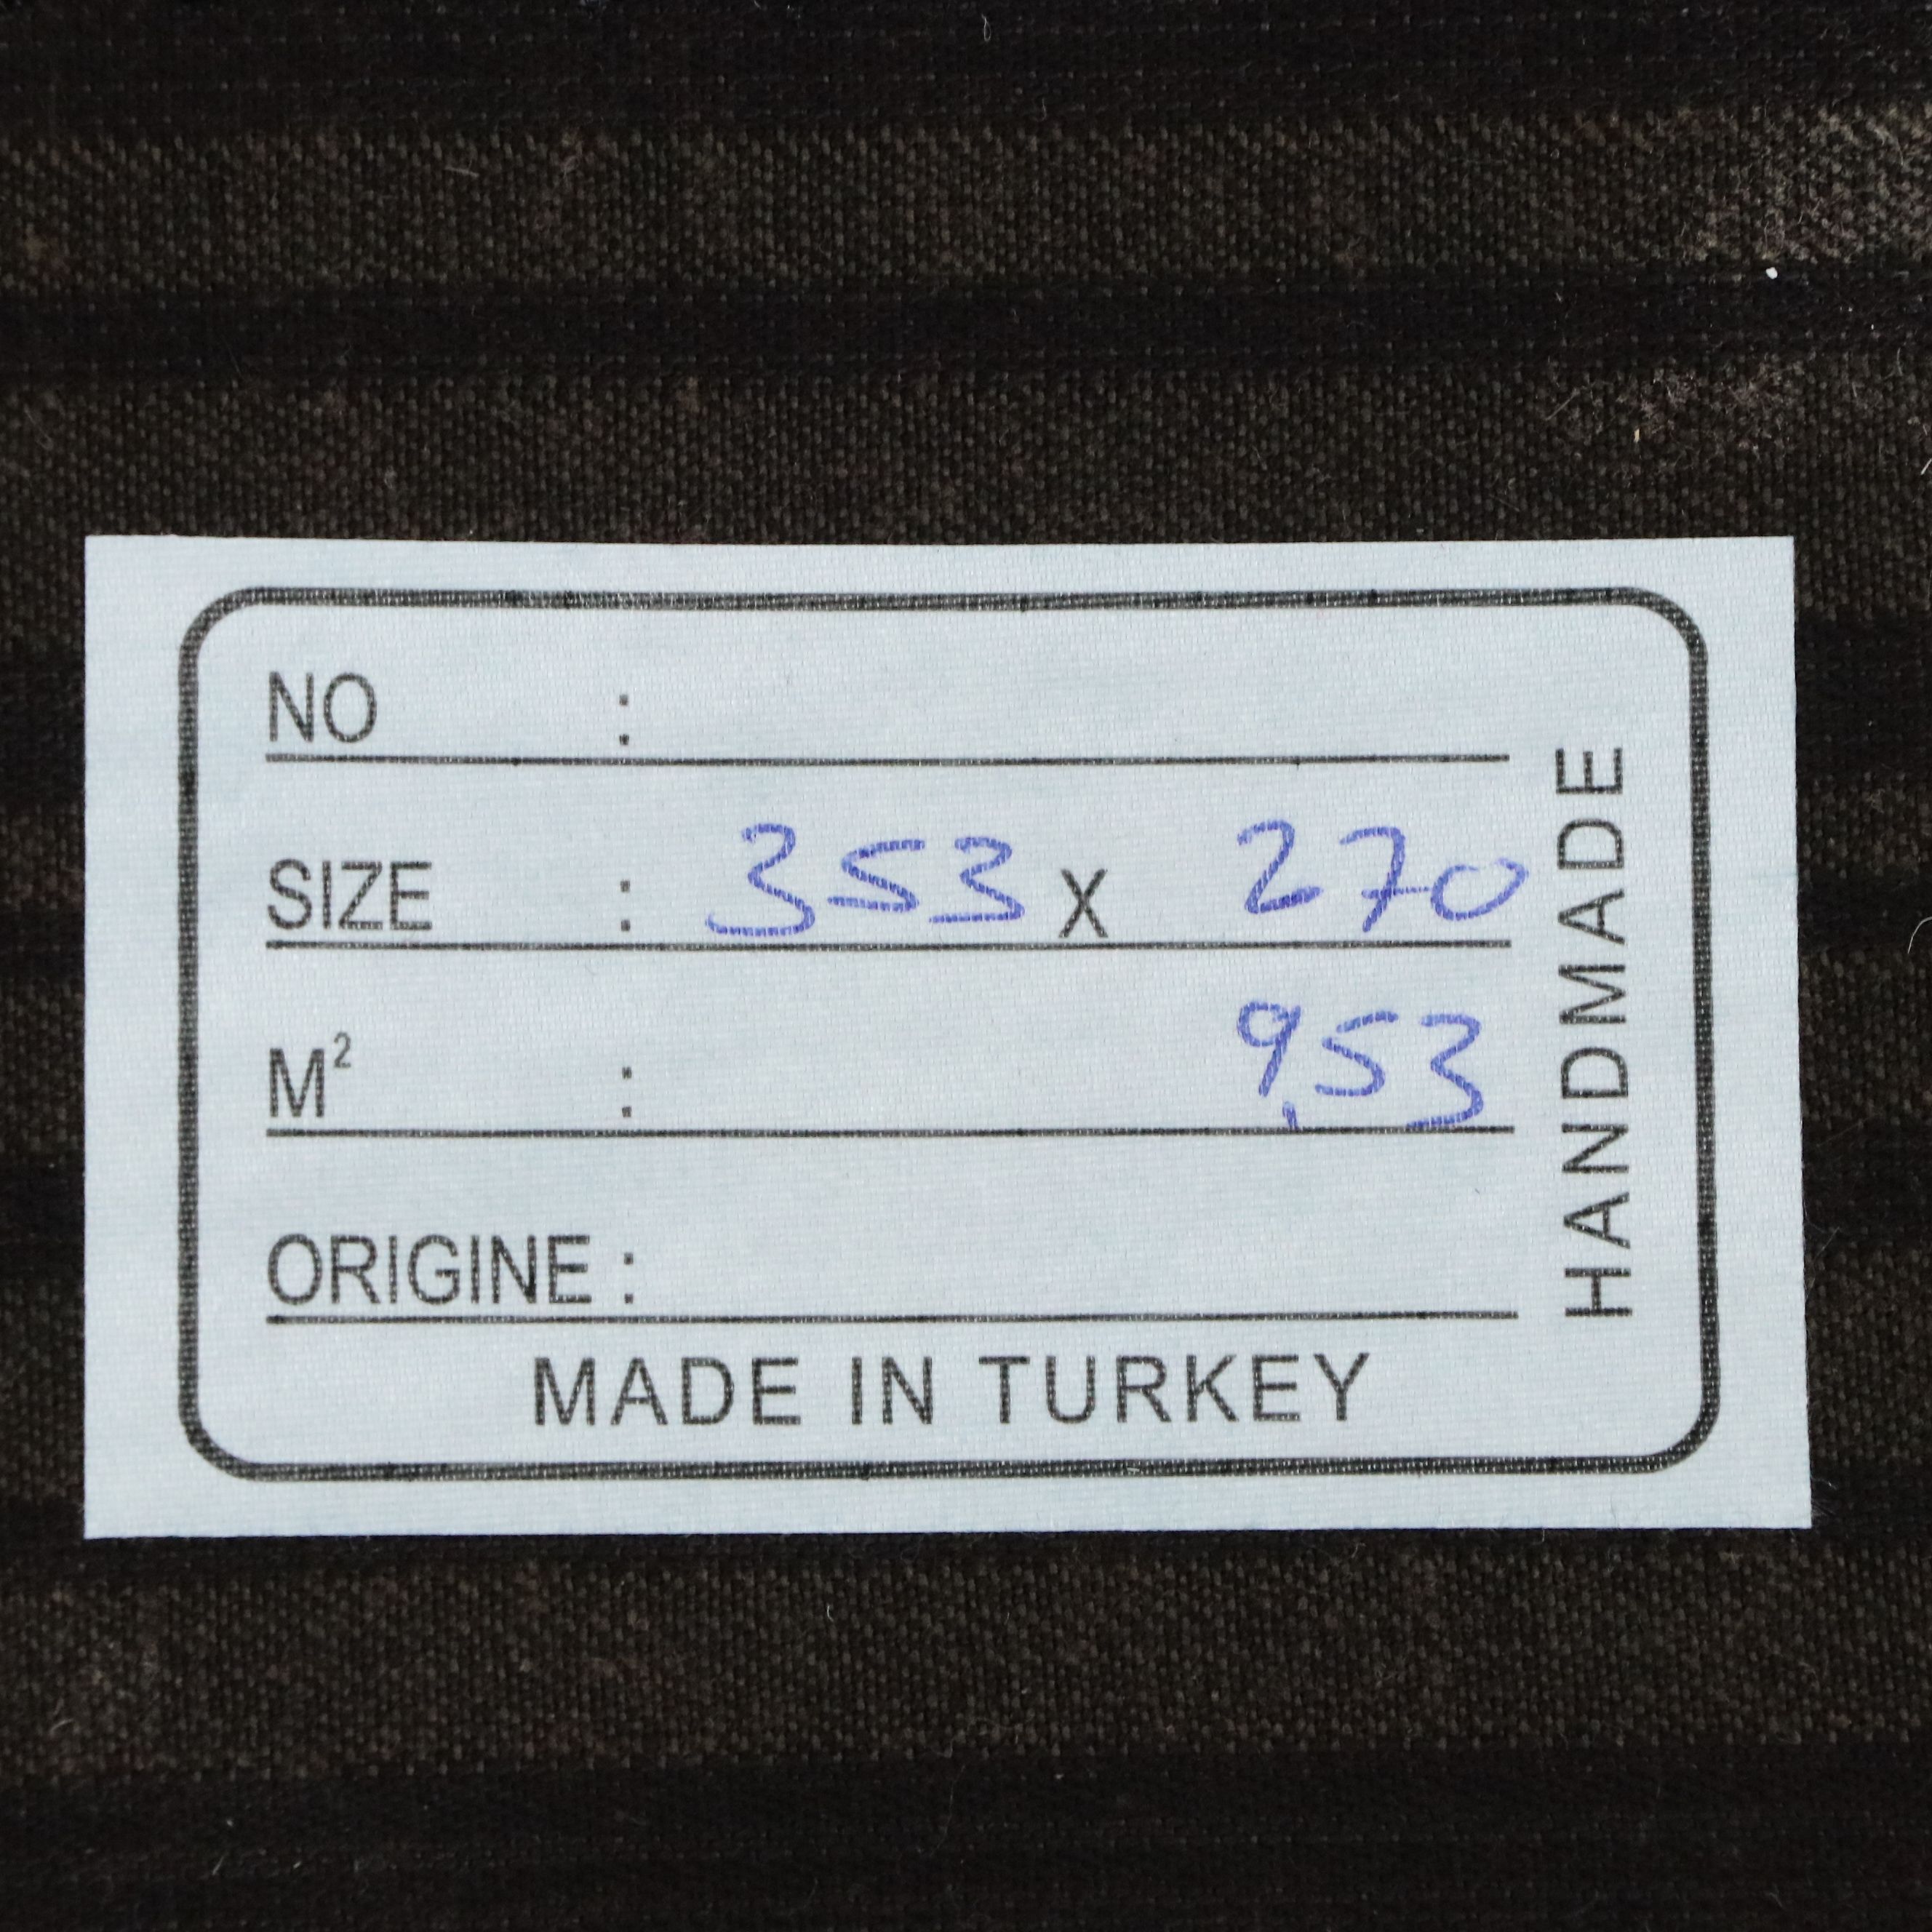 NO :
SIZE : 353 X 270
M² : 9,53
ORIGINE :
MADE IN TURKEY
HANDMADE